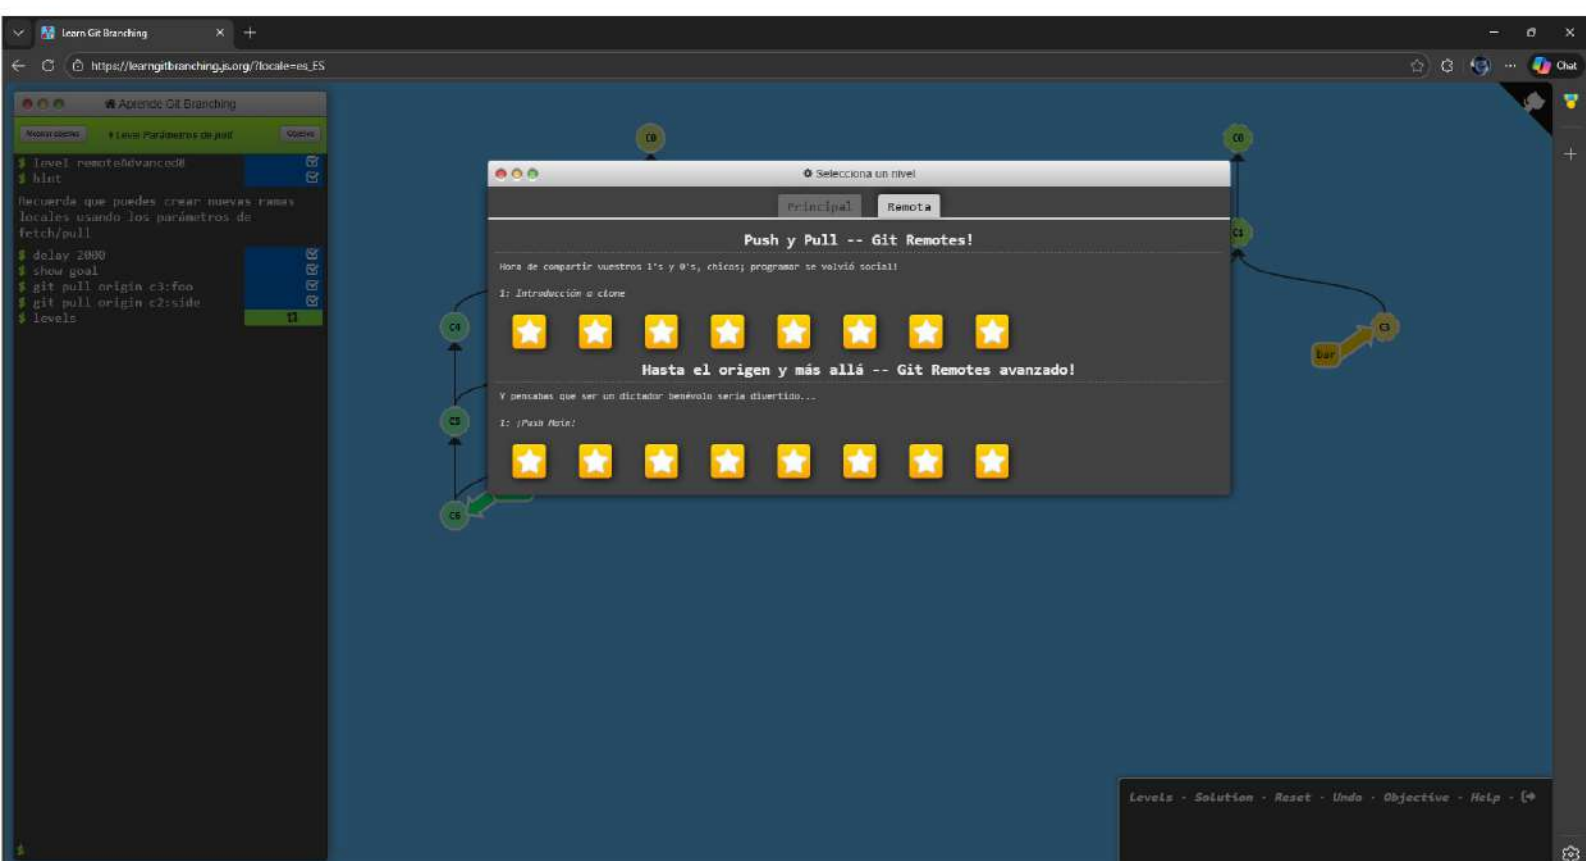 Learn Git Branching
https://learngitbranching.js.org/?locale=es_ES
Chat
Aprende Git Branching
Level Parámetros de pull
Objetivo
$ level remoteAdvanced8
$ hint
Recuerda que puedes crear nuevas ramas
locales usando los parámetros de
fetch/pull
$ delay 2000
$ show goal
$ git pull origin c3:foo
$ git pull origin c2:side
$ levels
$
C0
C0
C1
C4
C5
C6
C3
bar
Selecciona un nivel
Principal
Remota
Push y Pull -- Git Remotes!
Hora de compartir vuestros 1's y 0's, chicos; programar se volvió social!
1: Introducción a clone
Hasta el origen y más allá -- Git Remotes avanzado!
Y pensabas que ser un dictador benévolo sería divertido...
1: ¡Push Main!
Levels - Solution - Reset - Undo - Objective - Help -